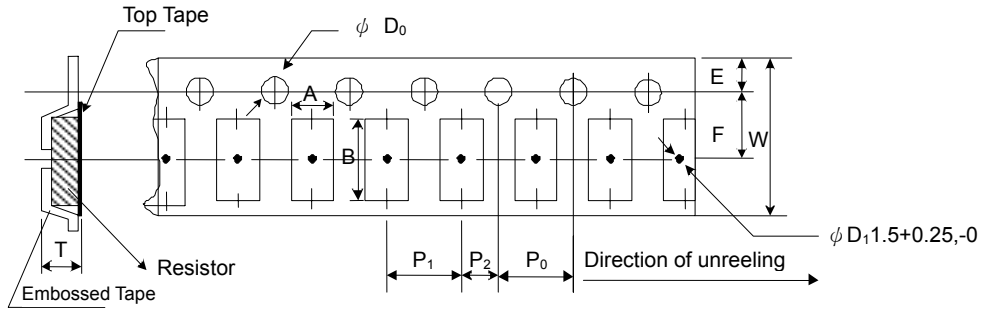 Top Tape
ϕ D₀
E
A
F
W
B
T
Resistor
Embossed Tape
P₁
P₂
P₀
Direction of unreeling
ϕ D₁1.5+0.25,-0